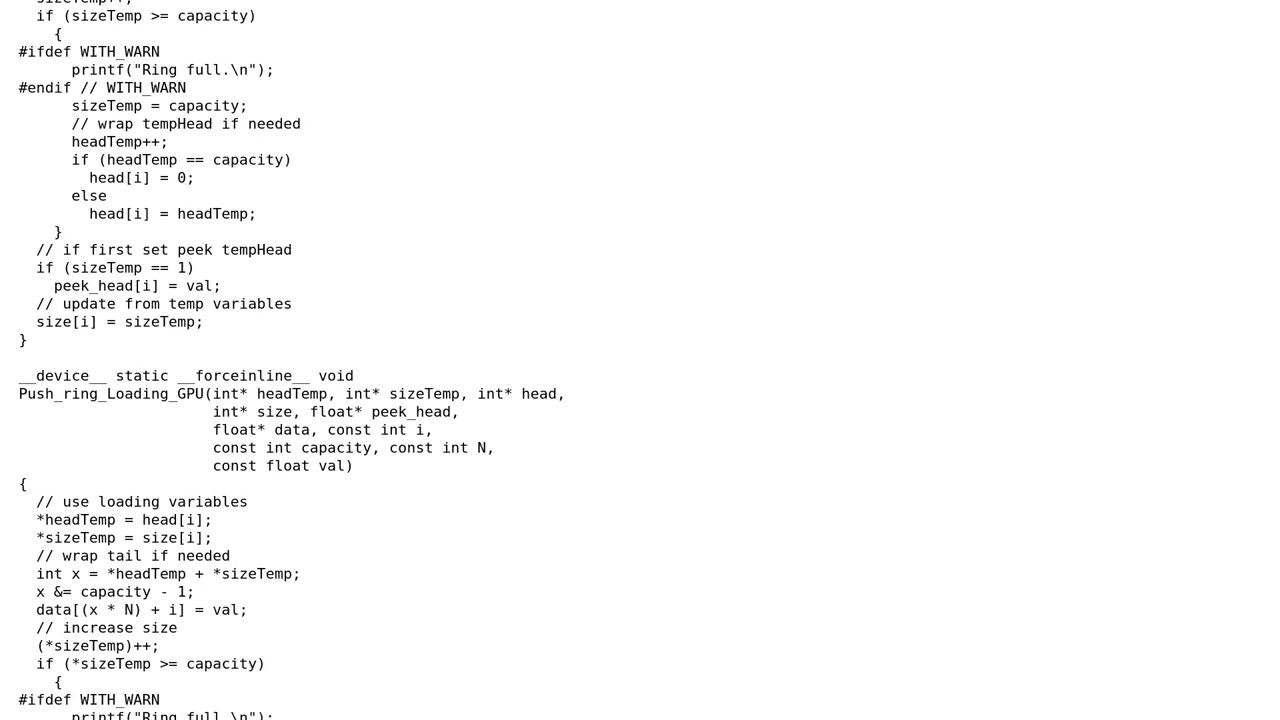 sizeTemp++;
  if (sizeTemp >= capacity)
    {
#ifdef WITH_WARN
      printf("Ring full.\n");
#endif // WITH_WARN
      sizeTemp = capacity;
      // wrap tempHead if needed
      headTemp++;
      if (headTemp == capacity)
        head[i] = 0;
      else
        head[i] = headTemp;
    }
  // if first set peek tempHead
  if (sizeTemp == 1)
    peek_head[i] = val;
  // update from temp variables
  size[i] = sizeTemp;
}

__device__ static __forceinline__ void
Push_ring_Loading_GPU(int* headTemp, int* sizeTemp, int* head,
                      int* size, float* peek_head,
                      float* data, const int i,
                      const int capacity, const int N,
                      const float val)
{
  // use loading variables
  *headTemp = head[i];
  *sizeTemp = size[i];
  // wrap tail if needed
  int x = *headTemp + *sizeTemp;
  x &= capacity - 1;
  data[(x * N) + i] = val;
  // increase size
  (*sizeTemp)++;
  if (*sizeTemp >= capacity)
    {
#ifdef WITH_WARN
      printf("Ring full.\n");